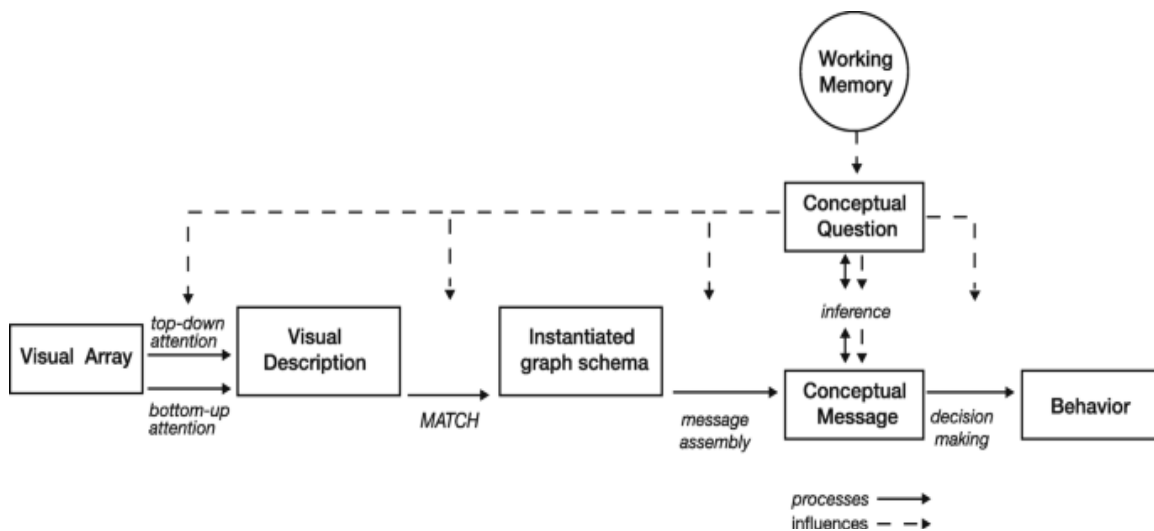 Working
Memory
Conceptual
Question
top-down
attention
Visual Array
bottom-up
attention
Visual
Description
MATCH
Instantiated
graph schema
message
assembly
inference
Conceptual
Message
decision
making
Behavior
processes
influences